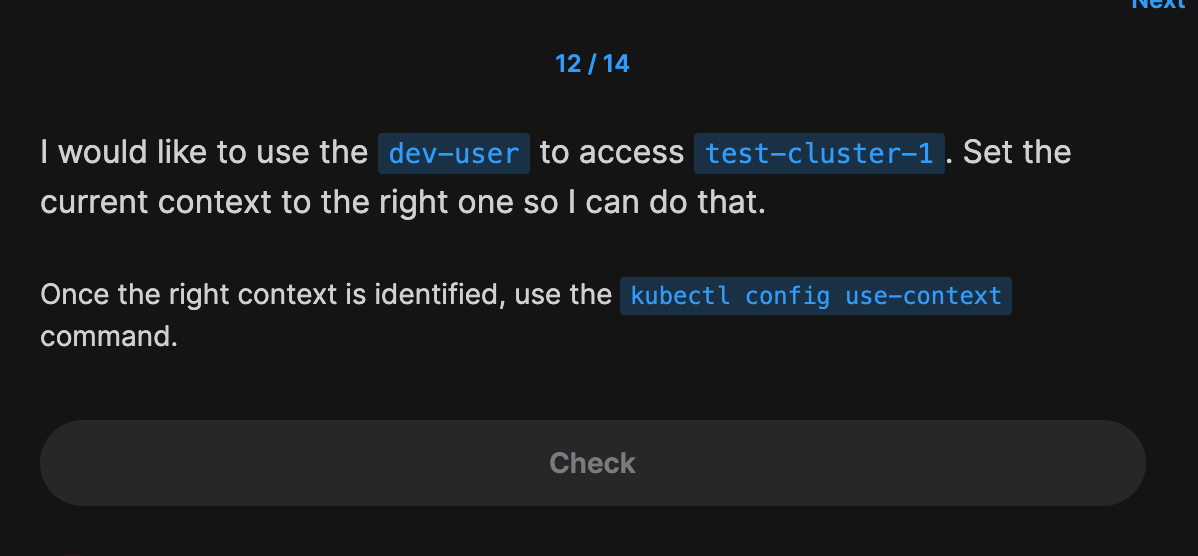 Next
12 / 14
I would like to use the dev-user to access test-cluster-1. Set the
current context to the right one so I can do that.
Once the right context is identified, use the kubectl config use-context
command.
Check